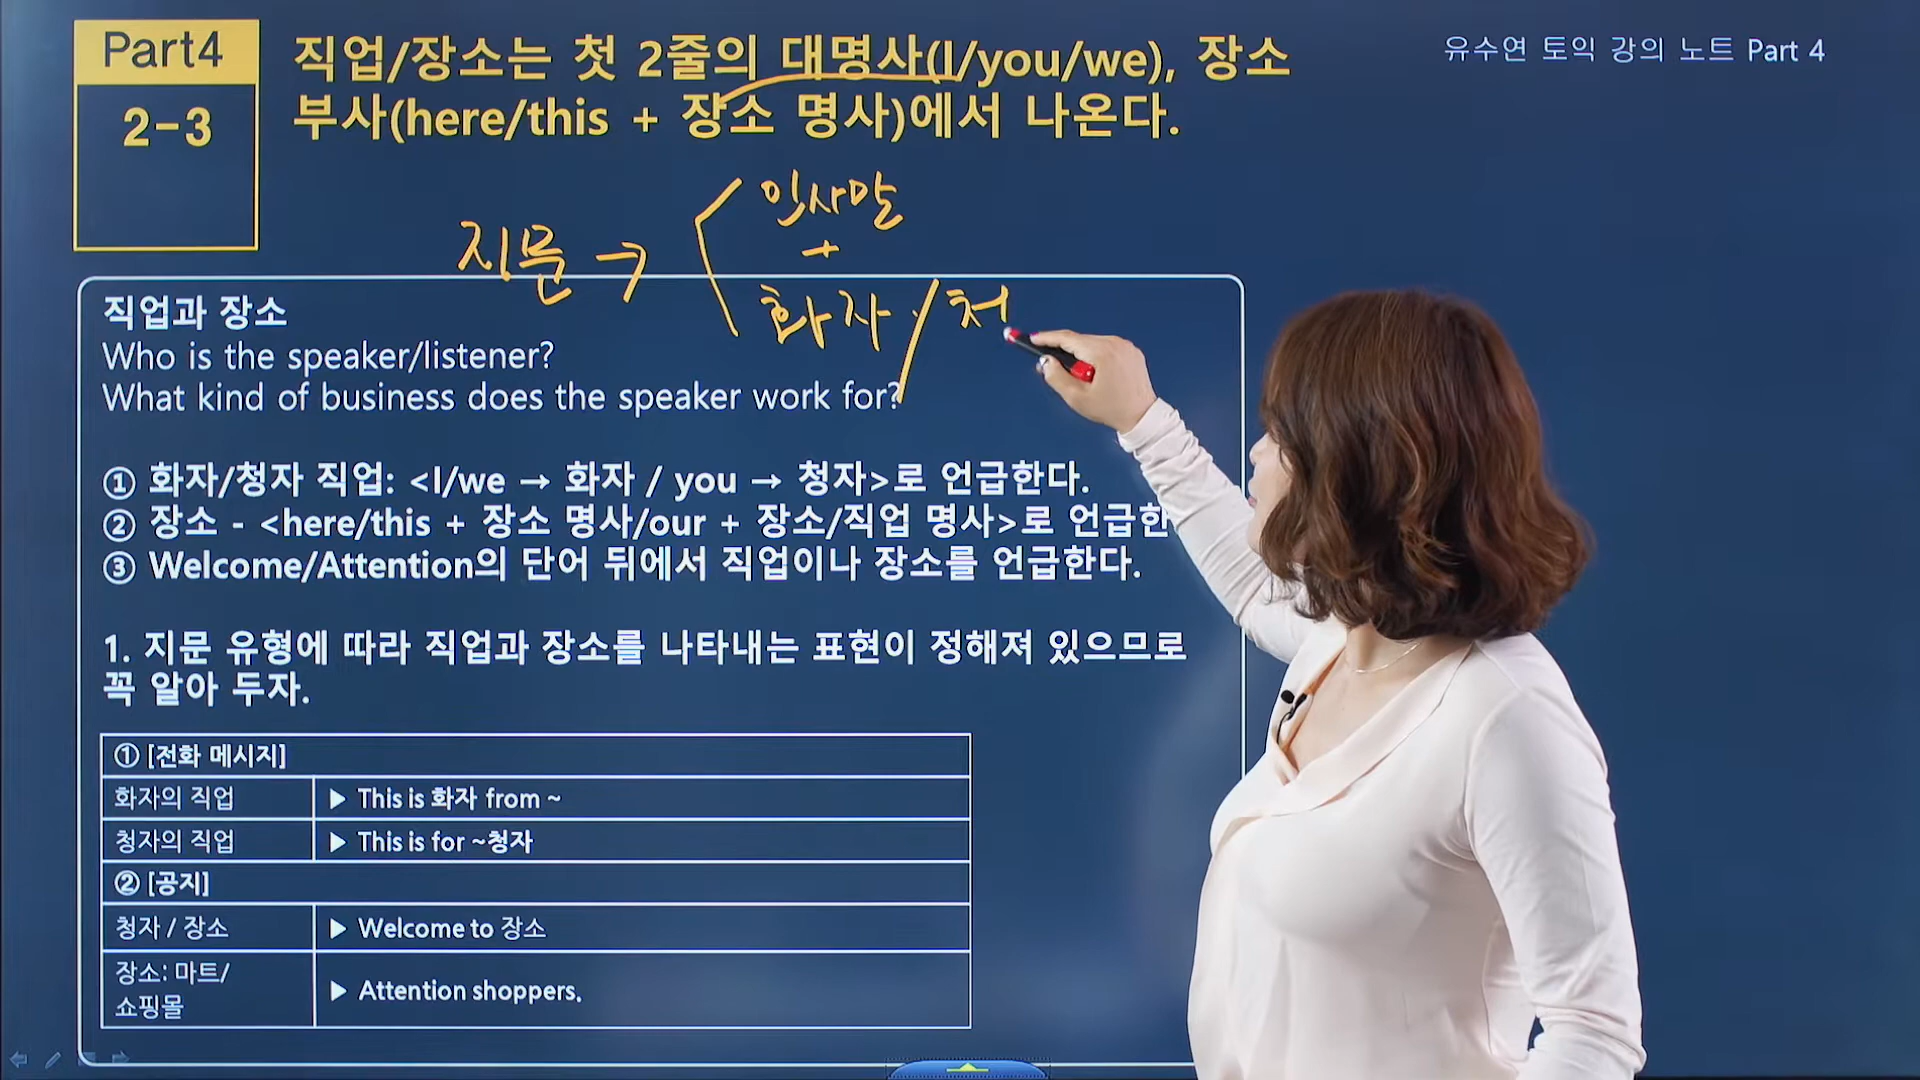 Part4
2-3
직업/장소는 첫 2줄의 대명사(I/you/we), 장소
부사(here/this + 장소 명사)에서 나온다.
유수연 토익 강의 노트 Part 4
지문 →
인사말
+
화자 / 처
직업과 장소
Who is the speaker/listener?
What kind of business does the speaker work for?
① 화자/청자 직업: <I/we → 화자 / you → 청자>로 언급한다.
② 장소 - <here/this + 장소 명사/our + 장소/직업 명사>로 언급한
③ Welcome/Attention의 단어 뒤에서 직업이나 장소를 언급한다.
1. 지문 유형에 따라 직업과 장소를 나타내는 표현이 정해져 있으므로
꼭 알아 두자.
① [전화 메시지]
화자의 직업 ▶ This is 화자 from ~
청자의 직업 ▶ This is for ~청자
② [공지]
청자 / 장소 ▶ Welcome to 장소
장소: 마트/
쇼핑몰 ▶ Attention shoppers.